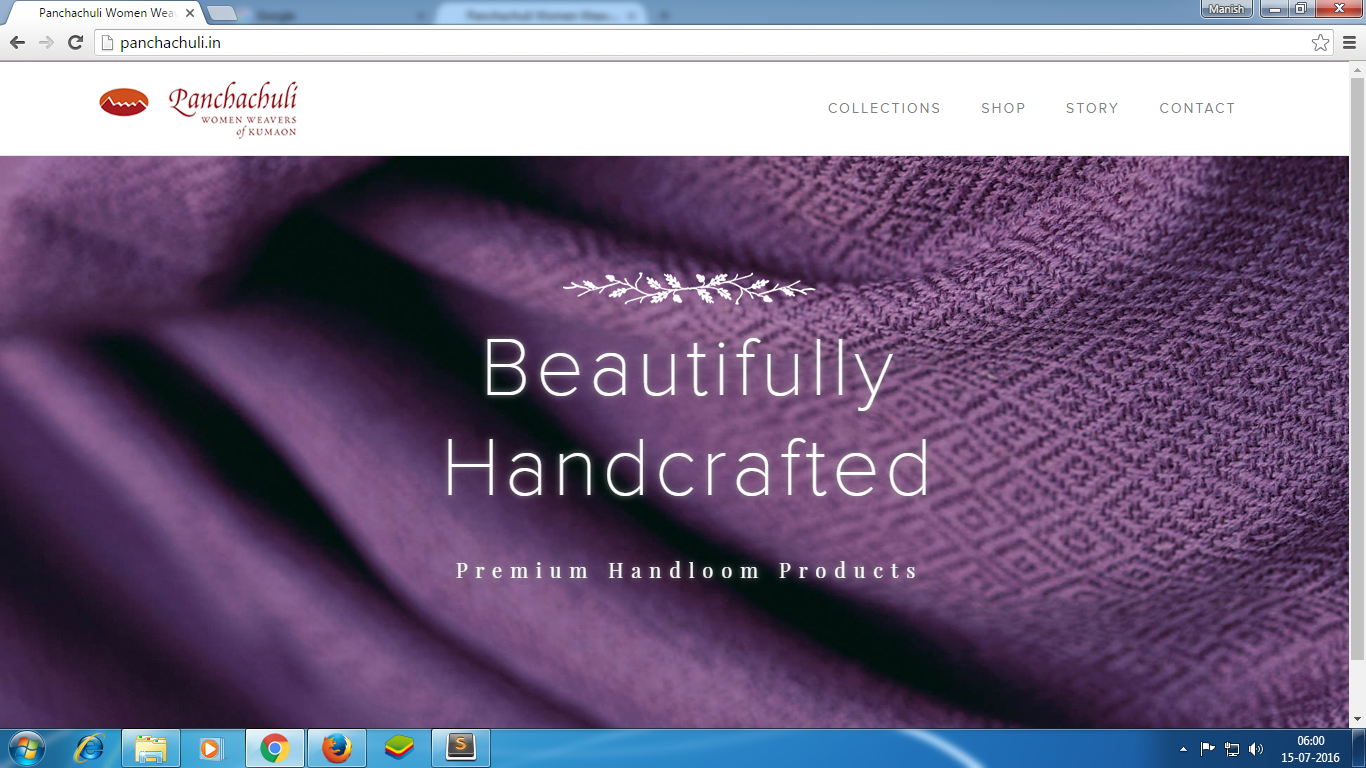 Panchachuli Women Weav
Manish
panchachuli.in
Panchachuli
WOMEN WEAVERS
of KUMAON
COLLECTIONS
SHOP
STORY
CONTACT
Beautifully
Handcrafted
Premium Handloom Products
S
06:00
15-07-2016